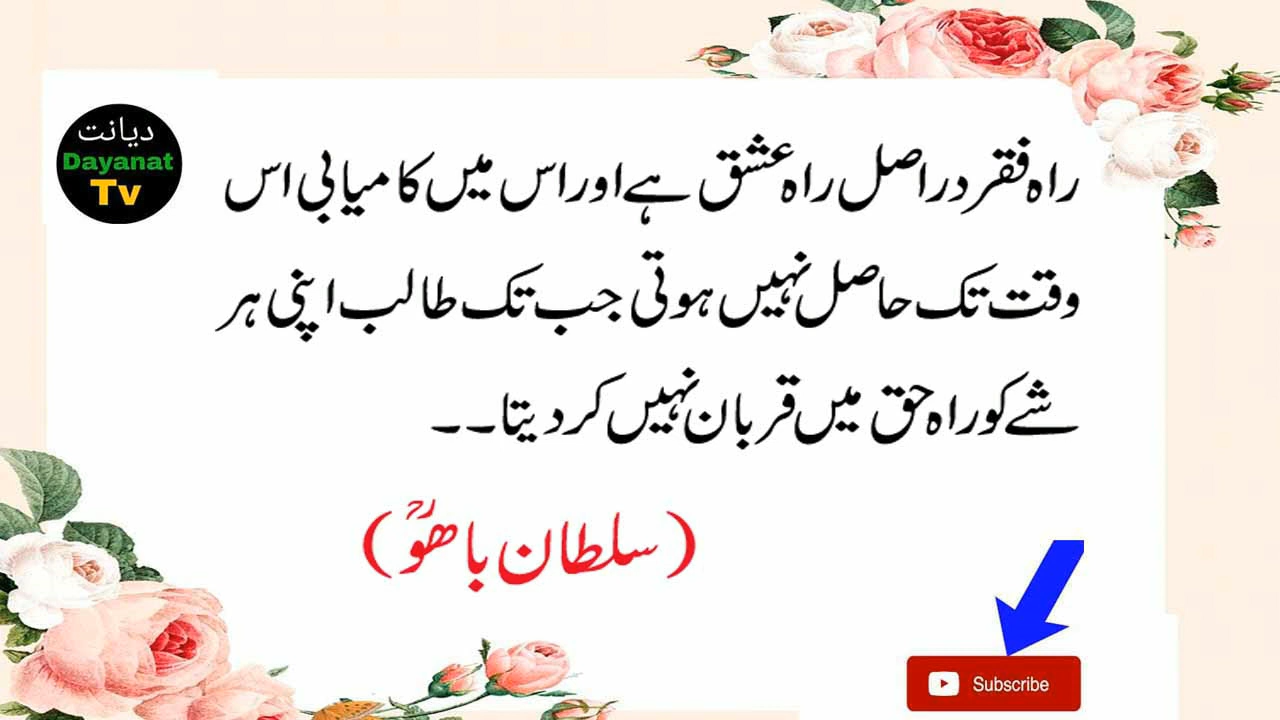 دیانت
Dayanat
Tv
راہ فقر دراصل راہ عشق ہے اور اس میں کامیابی اس
وقت تک حاصل نہیں ہوتی جب تک طالب اپنی ہر
شے کو راہ حق میں قربان نہیں کر دیتا۔۔
(سلطان باھوؒ)
Subscribe